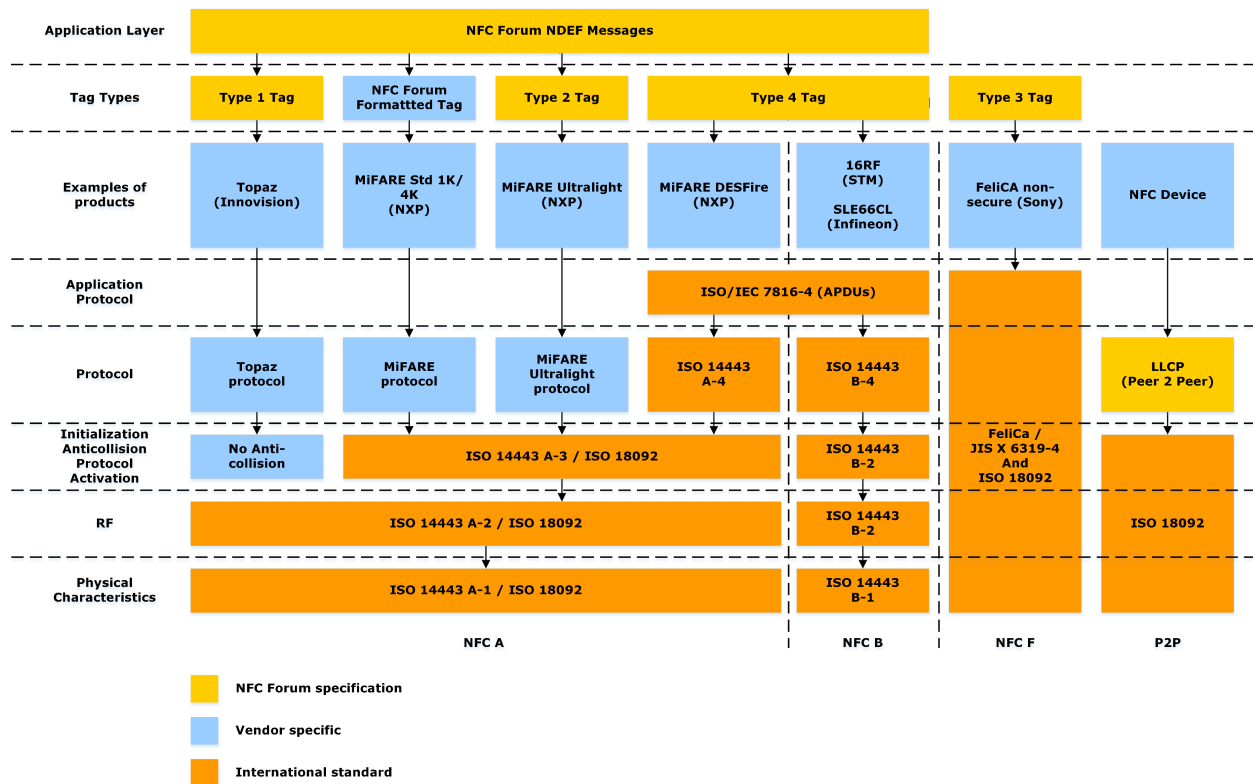 Application Layer
NFC Forum NDEF Messages
Tag Types
Type 1 Tag
NFC Forum
Formattted Tag
Type 2 Tag
Type 4 Tag
Type 3 Tag
Examples of
products
Topaz
(Innovision)
MiFARE Std 1K/
4K
(NXP)
MiFARE Ultralight
(NXP)
MiFARE DESFire
(NXP)
16RF
(STM)
SLE66CL
(Infineon)
FeliCA non-
secure (Sony)
NFC Device
Application
Protocol
ISO/IEC 7816-4 (APDUs)
Protocol
Topaz
protocol
MiFARE
protocol
MiFARE
Ultralight
protocol
ISO 14443
A-4
ISO 14443
B-4
LLCP
(Peer 2 Peer)
Initialization
Anticollision
Protocol
Activation
No Anti-
collision
ISO 14443 A-3 / ISO 18092
ISO 14443
B-2
FeliCa /
JIS X 6319-4
And
ISO 18092
RF
ISO 14443 A-2 / ISO 18092
ISO 14443
B-2
ISO 18092
Physical
Characteristics
ISO 14443 A-1 / ISO 18092
ISO 14443
B-1
NFC A
NFC B
NFC F
P2P
NFC Forum specification
Vendor specific
International standard